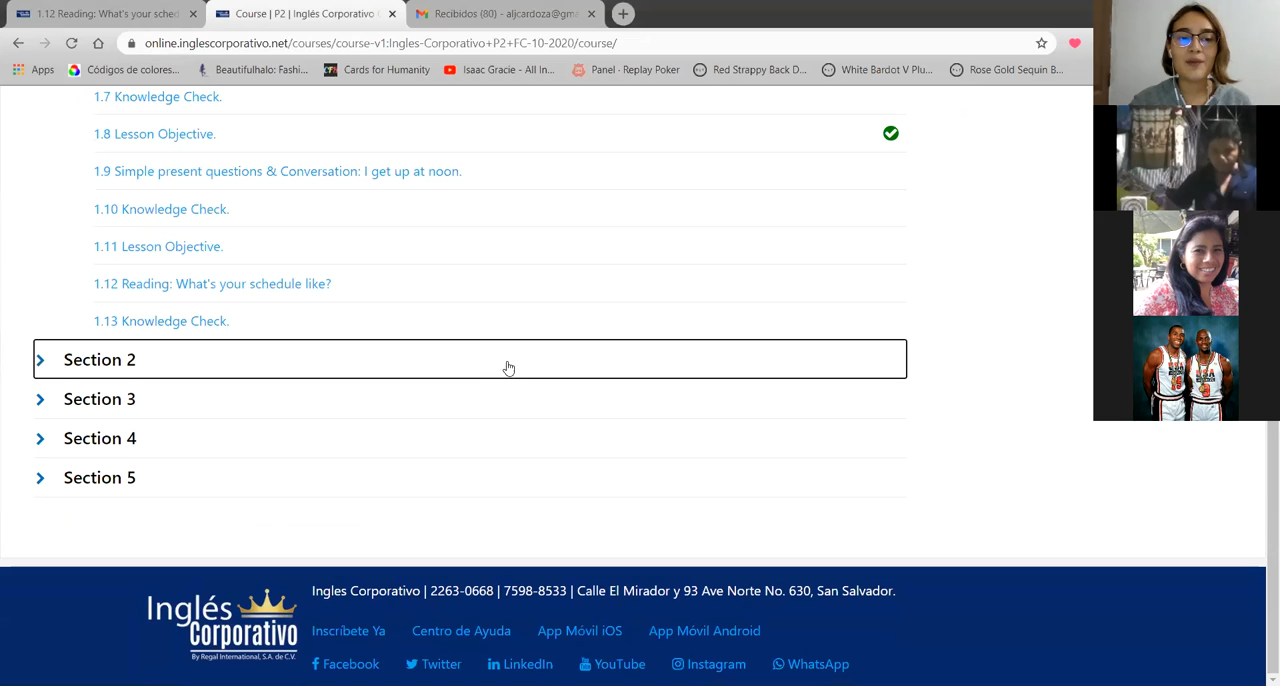 1.12 Reading: What's your sched
Course | P2 | Inglés Corporativo
Recibidos (80) - aljcardoza@gma
online.inglescorporativo.net/courses/course-v1:Ingles-Corporativo+P2+FC-10-2020/course/
Apps
Códigos de colores...
Beautifulhalo: Fashi...
Cards for Humanity
Isaac Gracie - All In...
Panel · Replay Poker
Red Strappy Back D...
White Bardot V Plu...
Rose Gold Sequin B...
1.7 Knowledge Check.
1.8 Lesson Objective.
1.9 Simple present questions & Conversation: I get up at noon.
1.10 Knowledge Check.
1.11 Lesson Objective.
1.12 Reading: What's your schedule like?
1.13 Knowledge Check.
Section 2
Section 3
Section 4
Section 5
Inglés
Corporativo
By Regal International, S.A. de C.V.
Ingles Corporativo | 2263-0668 | 7598-8533 | Calle El Mirador y 93 Ave Norte No. 630, San Salvador.
Inscríbete Ya
Centro de Ayuda
App Móvil iOS
App Móvil Android
Facebook
Twitter
LinkedIn
YouTube
Instagram
WhatsApp